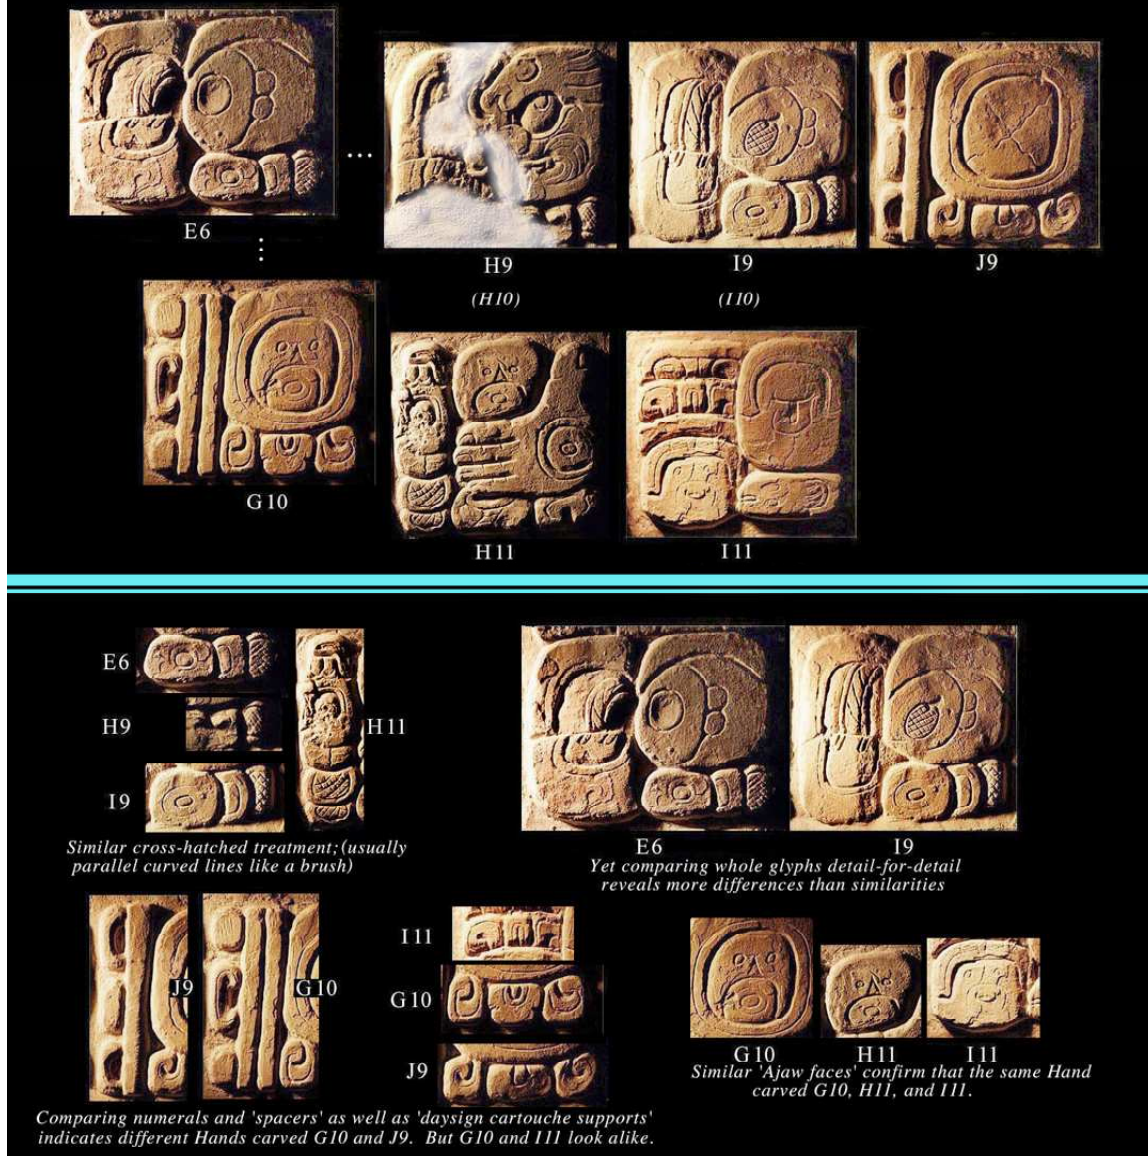 E6
...
H9
(H10)
I9
(I10)
J9
...
G10
H11
I11
E6
H9
I9
H11
Similar cross-hatched treatment; (usually
parallel curved lines like a brush)
E6
I9
Yet comparing whole glyphs detail-for-detail
reveals more differences than similarities
J9
G10
I11
G10
J9
Comparing numerals and 'spacers' as well as 'daysign cartouche supports'
indicates different Hands carved G10 and J9. But G10 and I11 look alike.
G10
H11
I11
Similar 'Ajaw faces' confirm that the same Hand
carved G10, H11, and I11.